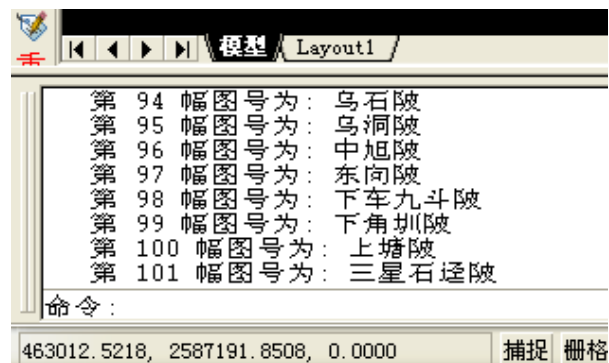 模型 Layout1
第 94 幅图号为: 乌石陂
第 95 幅图号为: 乌洞陂
第 96 幅图号为: 中旭陂
第 97 幅图号为: 东向陂
第 98 幅图号为: 下车九斗陂
第 99 幅图号为: 下角圳陂
第 100 幅图号为: 上塘陂
第 101 幅图号为: 三星石迳陂
命令:
463012.5218, 2587191.8508, 0.0000 捕捉 栅格